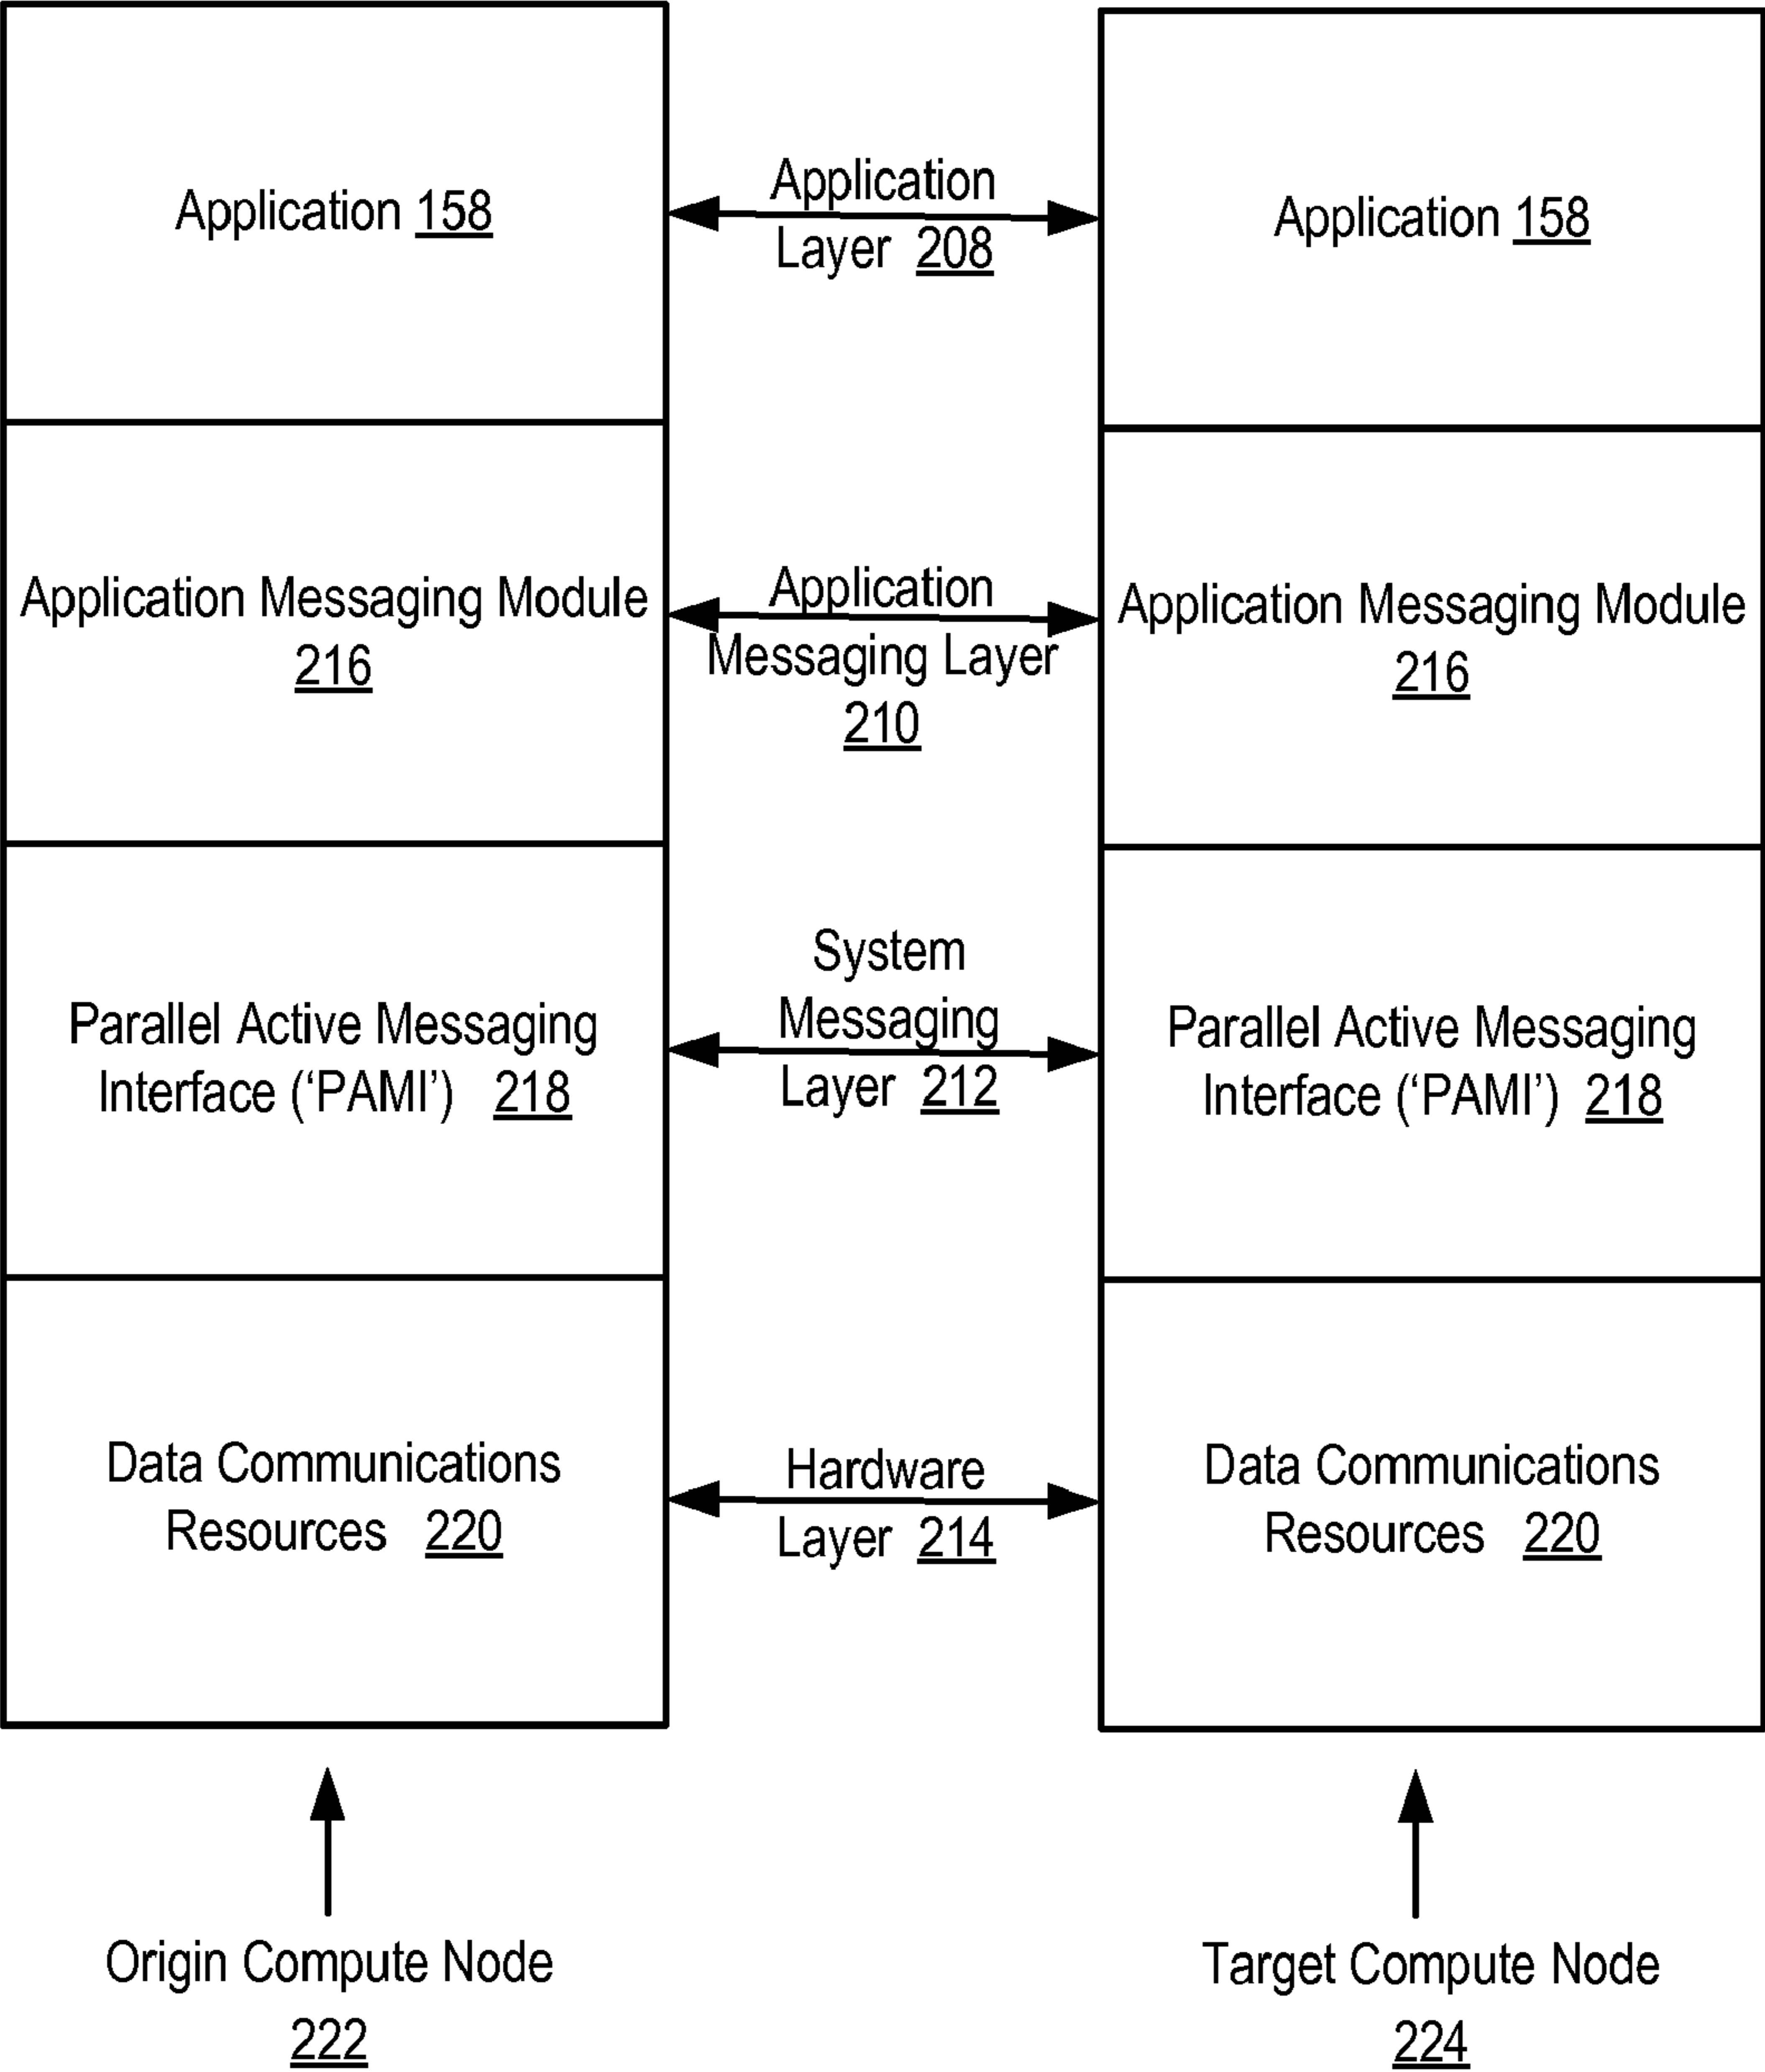 Application 158
Application
Layer 208
Application 158
Application Messaging Module
216
Application
Messaging Layer
210
Application Messaging Module
216
Parallel Active Messaging
Interface (‘PAMI’) 218
System
Messaging
Layer 212
Parallel Active Messaging
Interface (‘PAMI’) 218
Data Communications
Resources 220
Hardware
Layer 214
Data Communications
Resources 220
Origin Compute Node
222
Target Compute Node
224